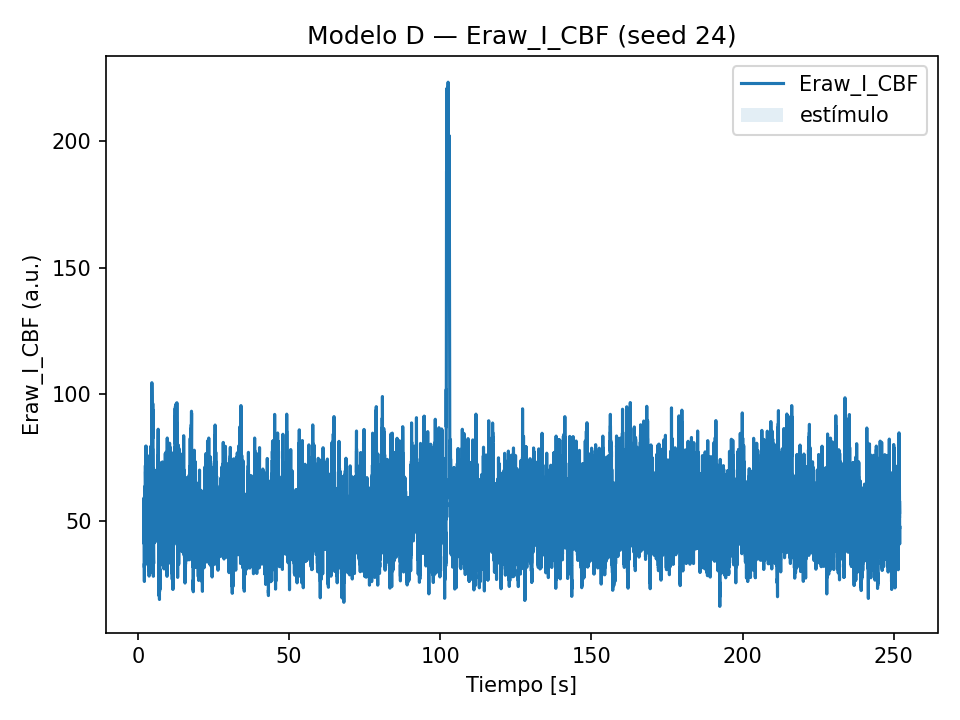 Modelo D — Eraw_I_CBF (seed 24)
Eraw_I_CBF
estímulo
Eraw_I_CBF (a.u.)
200
150
100
50
0 50 100 150 200 250
Tiempo [s]